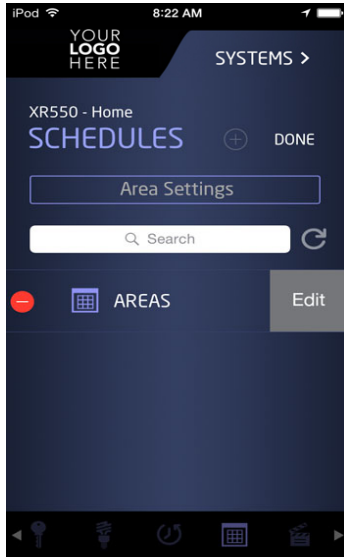 iPod 8:22 AM
YOUR
LOGO
HERE
SYSTEMS >
XR550 - Home
SCHEDULES
DONE
Area Settings
Search
AREAS
Edit